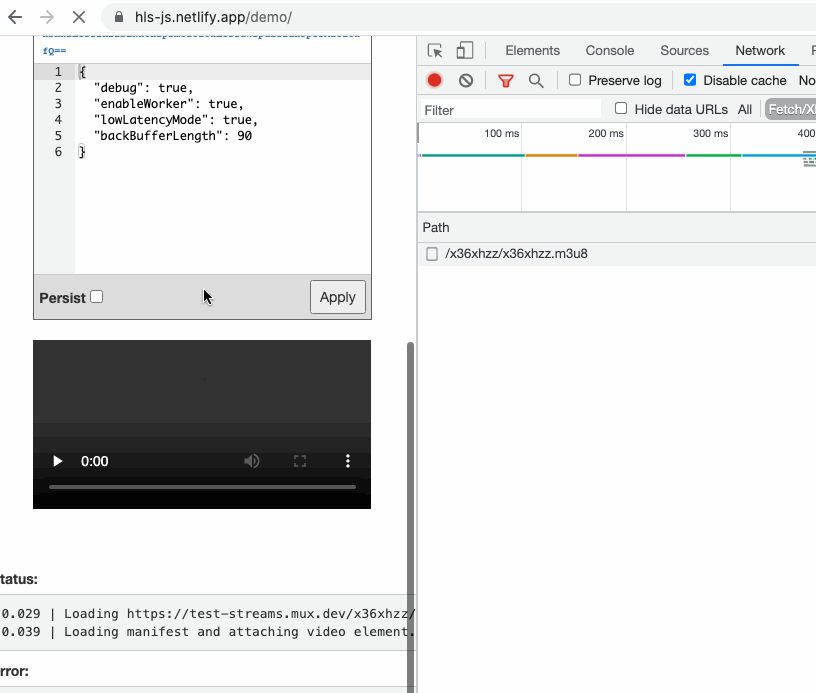 hls-js.netlify.app/demo/
fQ==
Elements Console Sources Network
Preserve log Disable cache No
Filter Hide data URLs All Fetch/X
100 ms 200 ms 300 ms 400
1 {
2 "debug": true,
3 "enableWorker": true,
4 "lowLatencyMode": true,
5 "backBufferLength": 90
6 }
Path
/x36xhzz/x36xhzz.m3u8
Persist Apply
0:00
tatus:
0.029 | Loading https://test-streams.mux.dev/x36xhzz/
0.039 | Loading manifest and attaching video element.
rror: